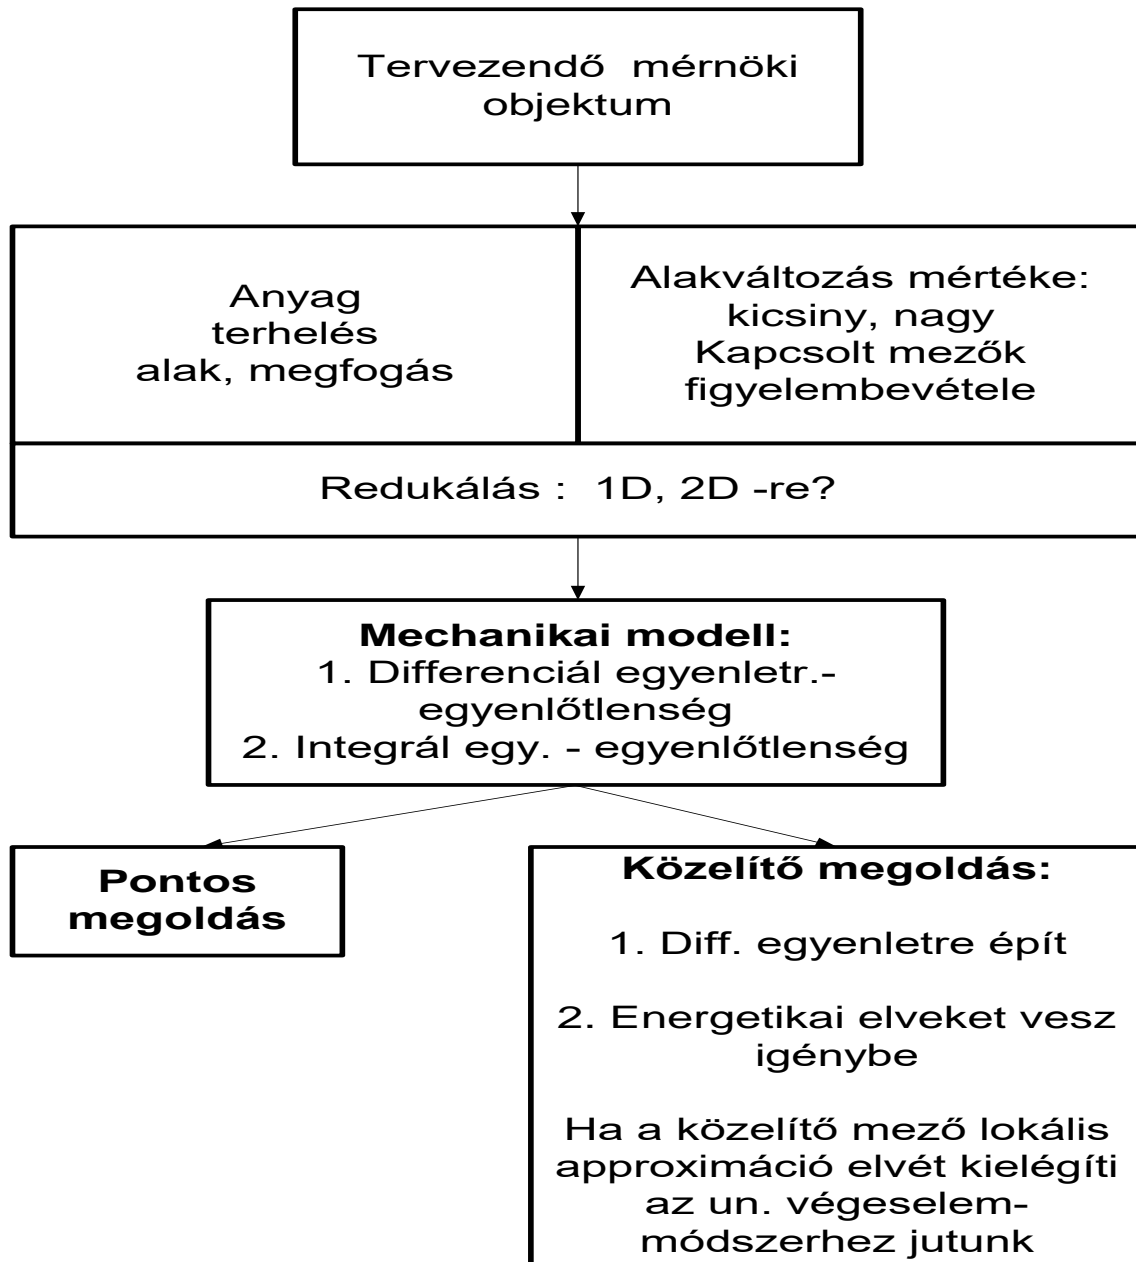 Tervezendő mérnöki
objektum
Anyag
terhelés
alak, megfogás
Alakváltozás mértéke:
kicsiny, nagy
Kapcsolt mezők
figyelembevétele
Redukálás : 1D, 2D -re?
Mechanikai modell:
1. Differenciál egyenletr.-
egyenlőtlenség
2. Integrál egy. - egyenlőtlenség
Pontos
megoldás
Közelítő megoldás:
1. Diff. egyenletre épít
2. Energetikai elveket vesz
igénybe
Ha a közelítő mező lokális
approximáció elvét kielégíti
az un. végeselem-
módszerhez jutunk